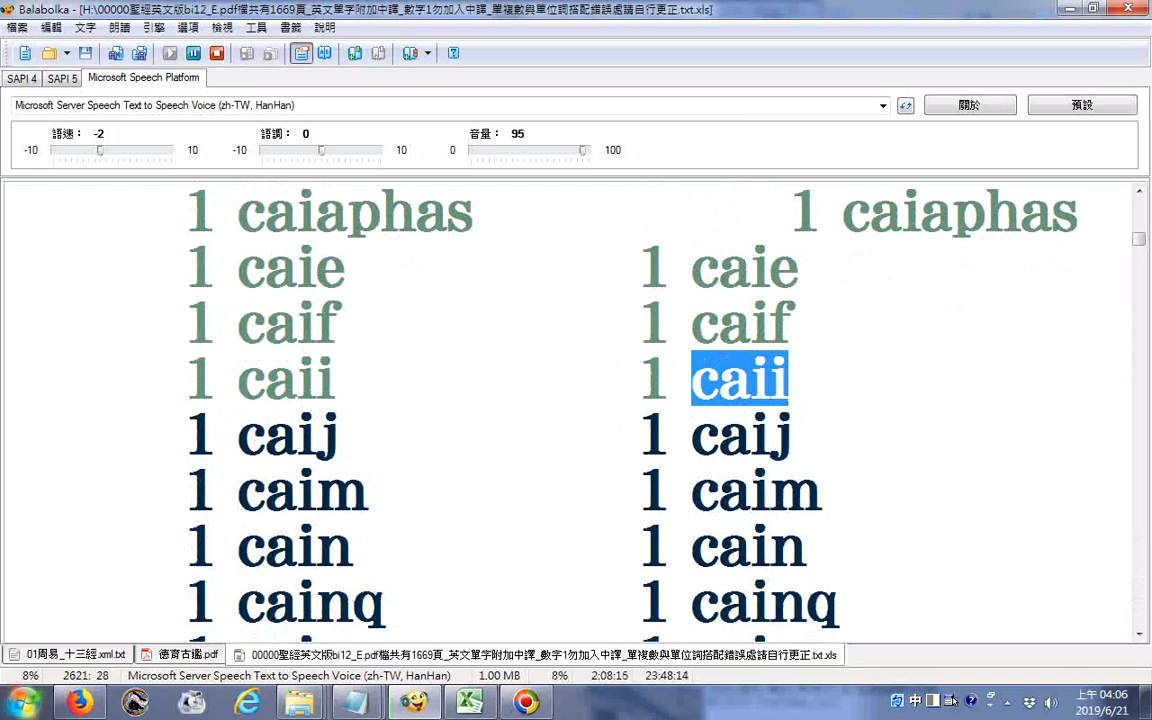 Balabolka - [H:\00000聖經英文版bi12_E.pdf檔共有1669頁_英文單字附加中譯_數字1勿加入中譯_單複數與單位詞搭配錯誤處請自行更正.txt.xls]
檔案 編輯 文字 朗讀 引擎 選項 檢視 工具 書籤 說明
SAPI 4 SAPI 5 Microsoft Speech Platform
Microsoft Server Speech Text to Speech Voice (zh-TW, HanHan) 關於 預設
語速： -2 語調： 0 音量： 95
-10 10 -10 10 0 100
1 caiaphas 1 caiaphas
1 caie 1 caie
1 caif 1 caif
1 caii 1 caii
1 caij 1 caij
1 caim 1 caim
1 cain 1 cain
1 cainq 1 cainq
01周易_十三經.xml.txt 德育古鑑.pdf 00000聖經英文版bi12_E.pdf檔共有1669頁_英文單字附加中譯_數字1勿加入中譯_單複數與單位詞搭配錯誤處請自行更正.txt.xls
8% 2621: 28 Microsoft Server Speech Text to Speech Voice (zh-TW, HanHan) 1.00 MB 8% 2:08:15 23:48:14
中 上午 04:06
2019/6/21